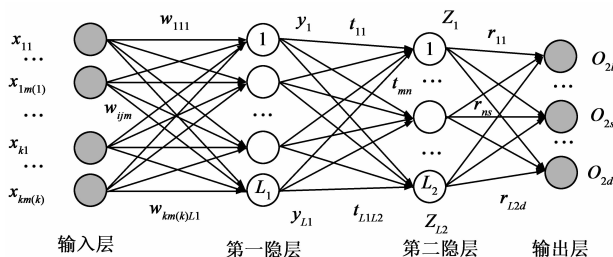 x11 w111 1 y1 t11 Z1 1 r11 O2l
...
x1m(1) wijm tmn ... rns ...
... ... O2s
xk1 ... ...
...
xkm(k) wkm(k)L1 L1 yL1 tL1L2 L2 ZL2 rL2d O2d
输入层 第一隐层 第二隐层 输出层